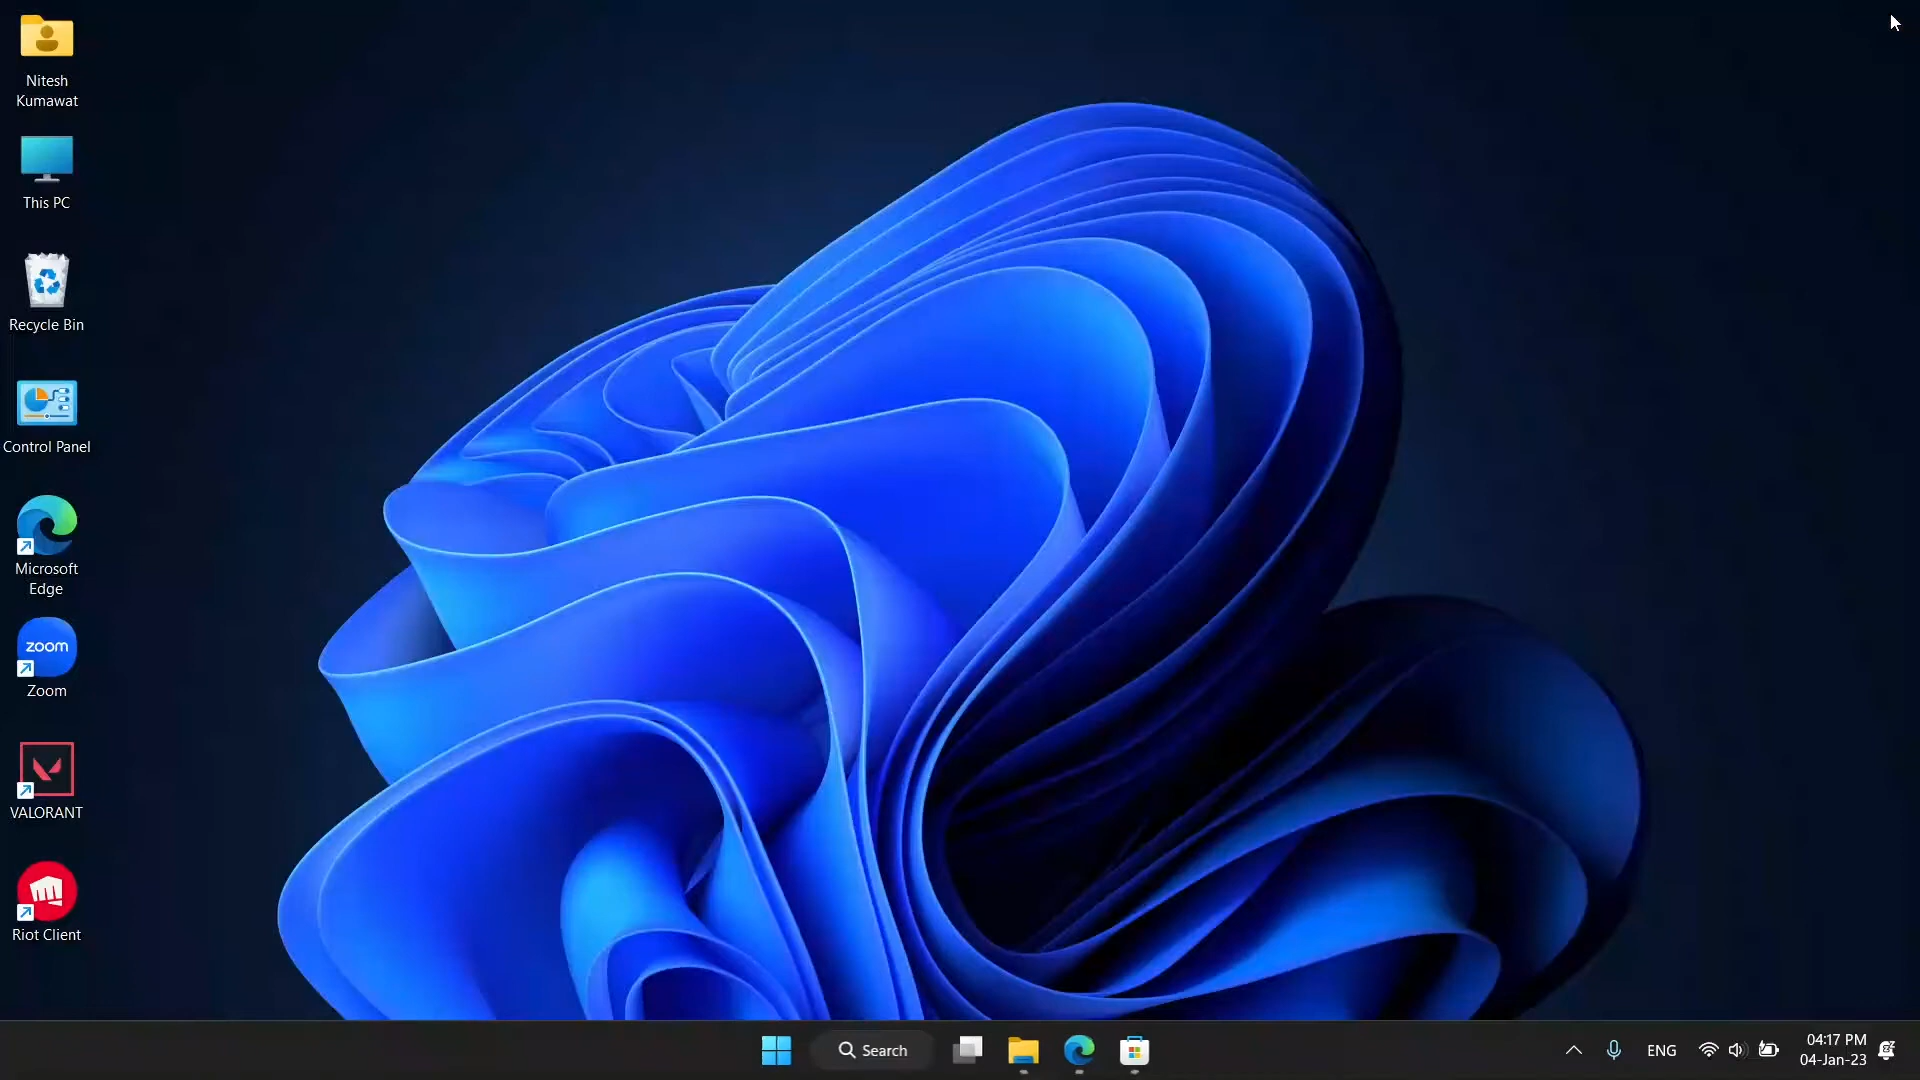 Nitesh
Kumawat
This PC
Recycle Bin
Control Panel
Microsoft
Edge
zoom
Zoom
VALORANT
Riot Client
Search
ENG
04:17 PM
04-Jan-23